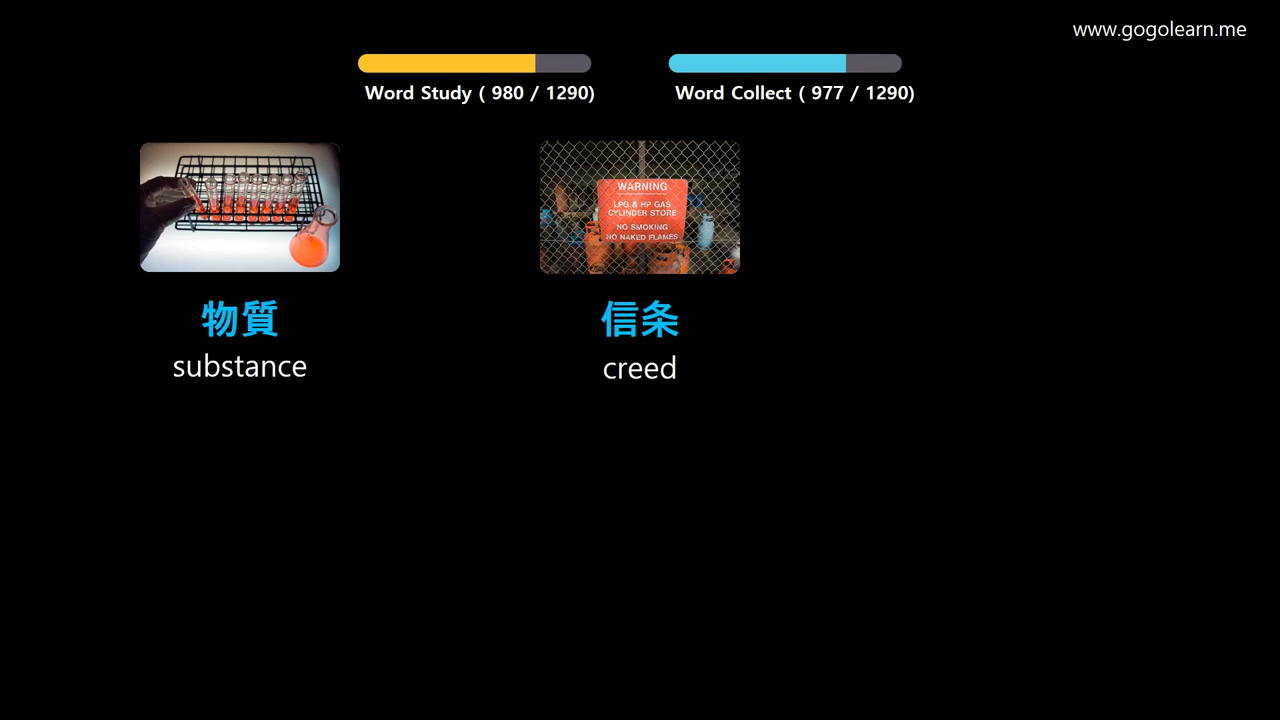 www.gogolearn.me
Word Study ( 980 / 1290)
Word Collect ( 977 / 1290)
WARNING
LPG & HP GAS
CYLINDER STORE
NO SMOKING
NO NAKED FLAMES
物質
信条
substance
creed